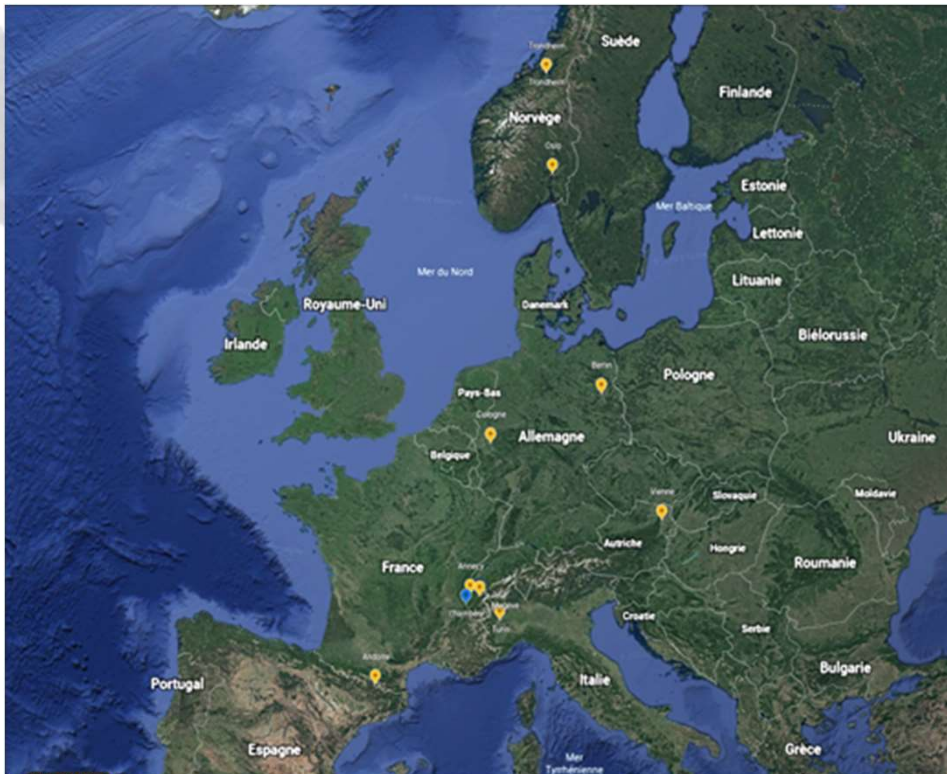 Suède
Trondheim
Trondheim
Finlande
Norvège
Oslo
Estonie
Mer Baltique
Lettonie
Mer du Nord
Lituanie
Royaume-Uni
Danemark
Biélorussie
Irlande
Berlin
Pologne
Pays-Bas
Cologne
Allemagne
Ukraine
Belgique
Vienne
Slovaquie
Moldavie
Autriche
Hongrie
Roumanie
France
Annecy
Chambéry
Croatie
Turin
Serbie
Andorre
Bulgarie
Italie
Portugal
Espagne
Grèce
Mer
Tyrrhénienne